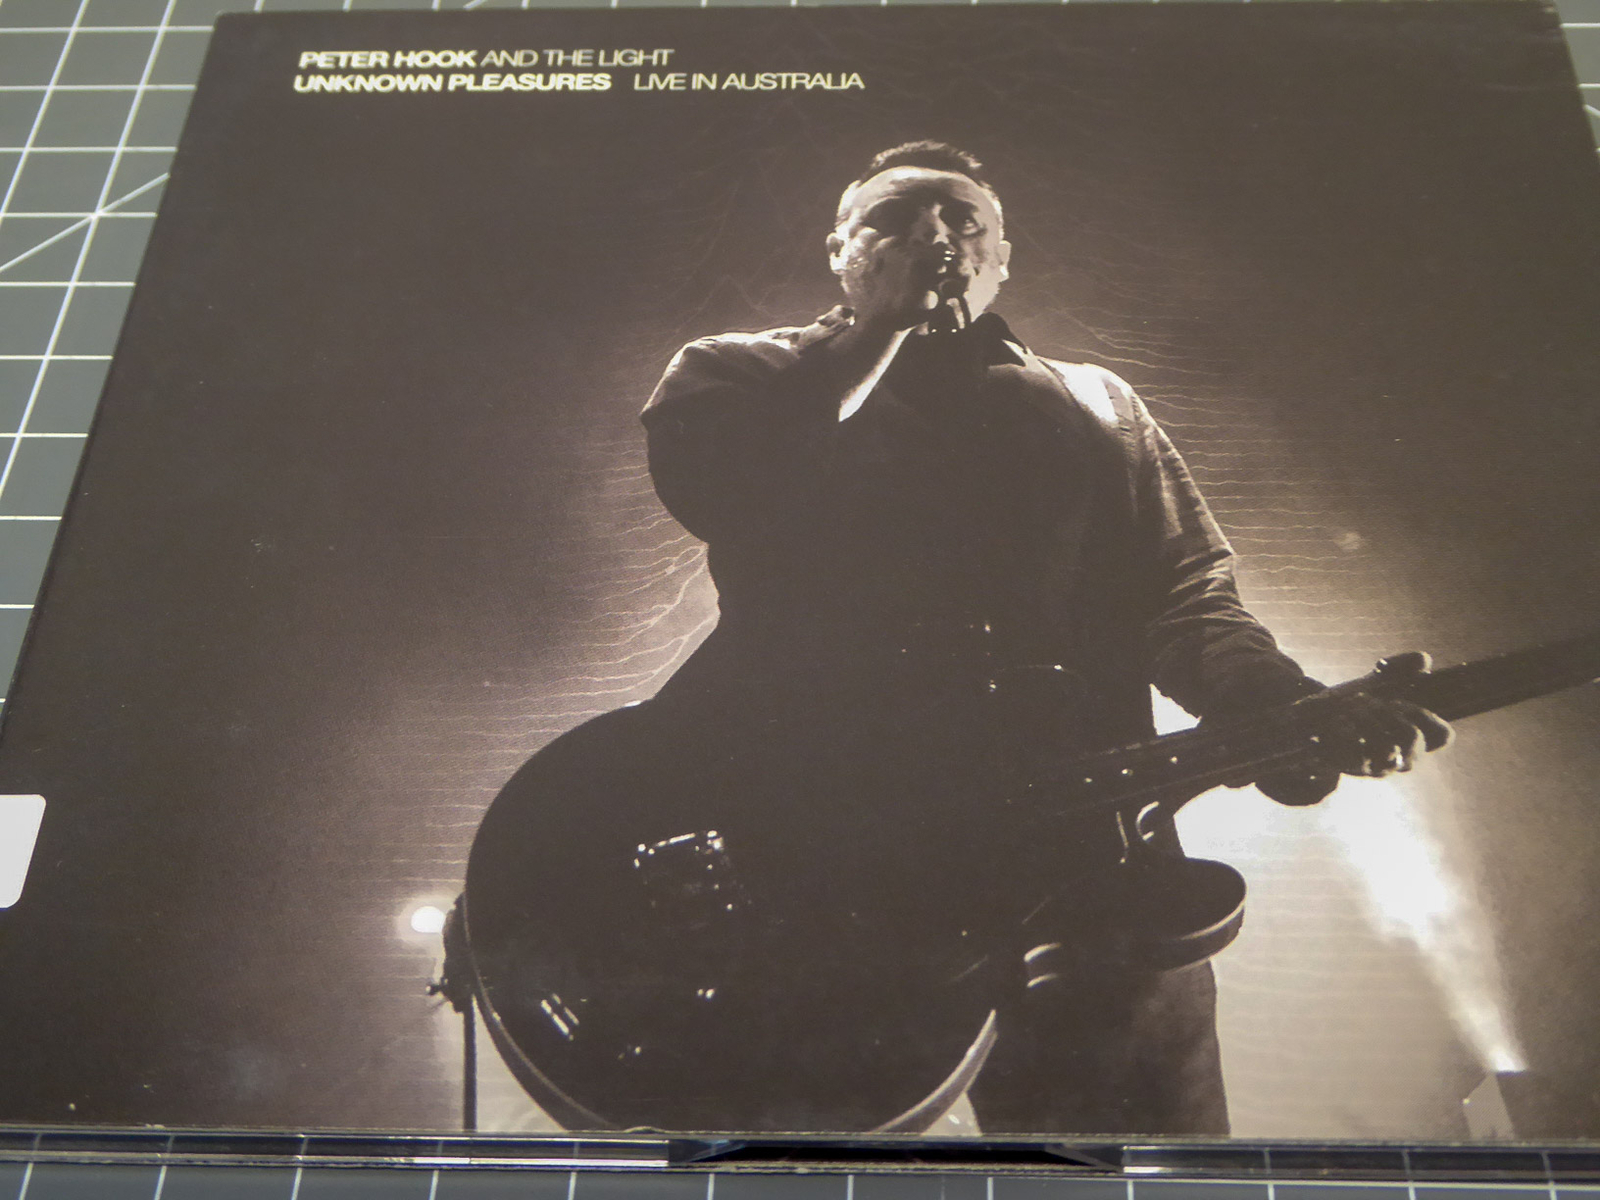 PETER HOOK AND THE LIGHT
UNKNOWN PLEASURES LIVE IN AUSTRALIA